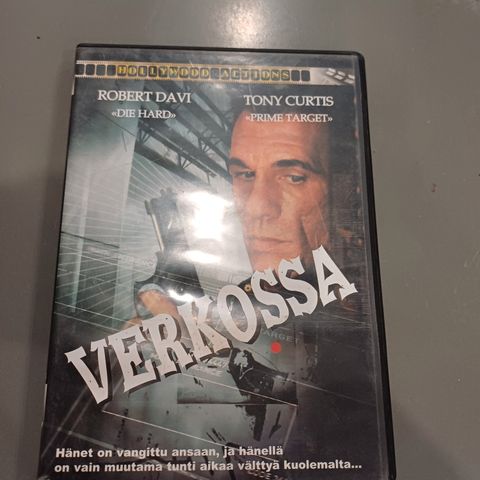 HOLLYWOOD ACTIONS
ROBERT DAVI
«DIE HARD»
TONY CURTIS
«PRIME TARGET»
VERKOSSA
TARGET
Hänet on vangittu ansaan, ja hänellä
on vain muutama tunti aikaa välttyä kuolemalta...